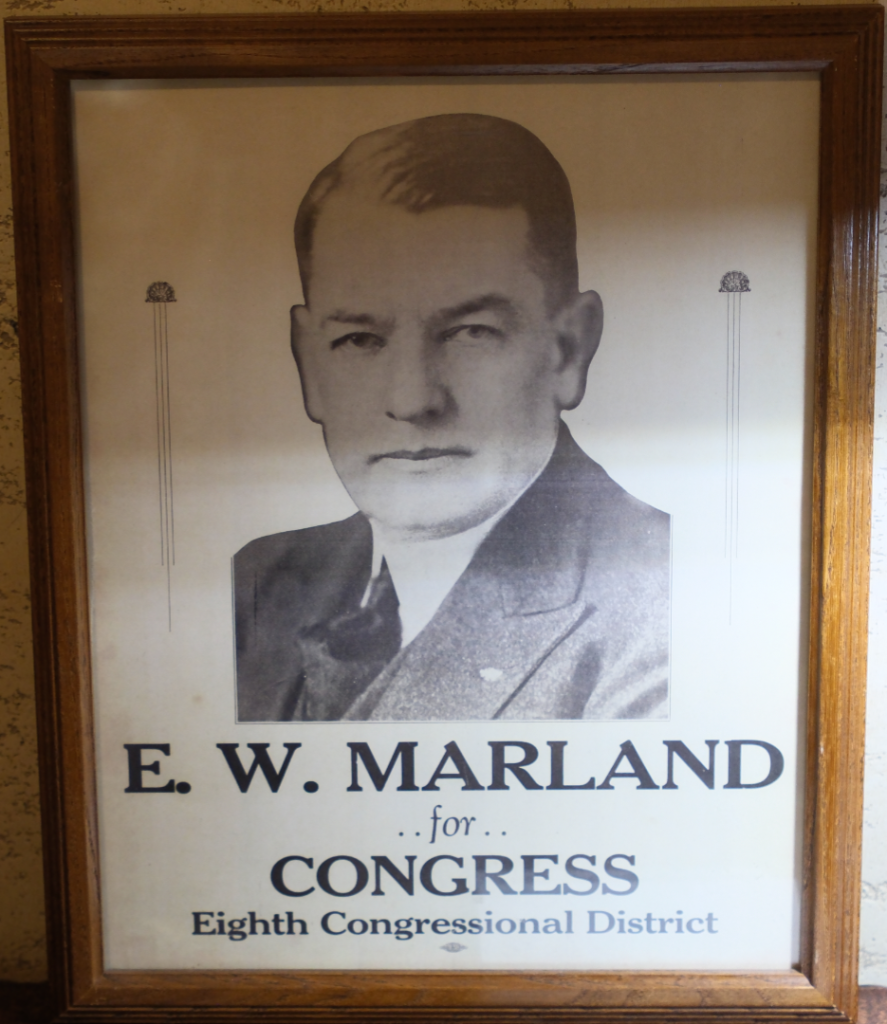 E. W. MARLAND
..for..
CONGRESS
Eighth Congressional District